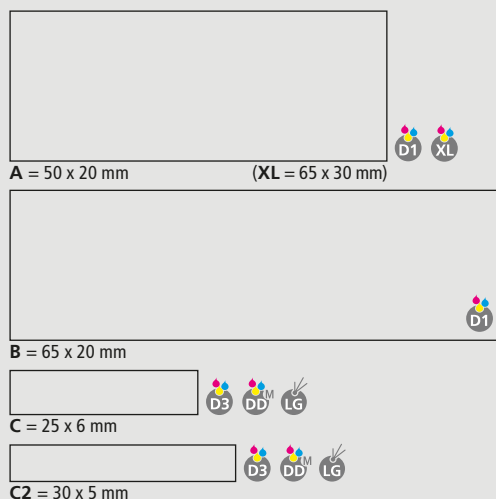 D1 XL
A = 50 x 20 mm (XL = 65 x 30 mm)
D1
B = 65 x 20 mm
D3 DD M LG
C = 25 x 6 mm
D3 DD M LG
C2 = 30 x 5 mm